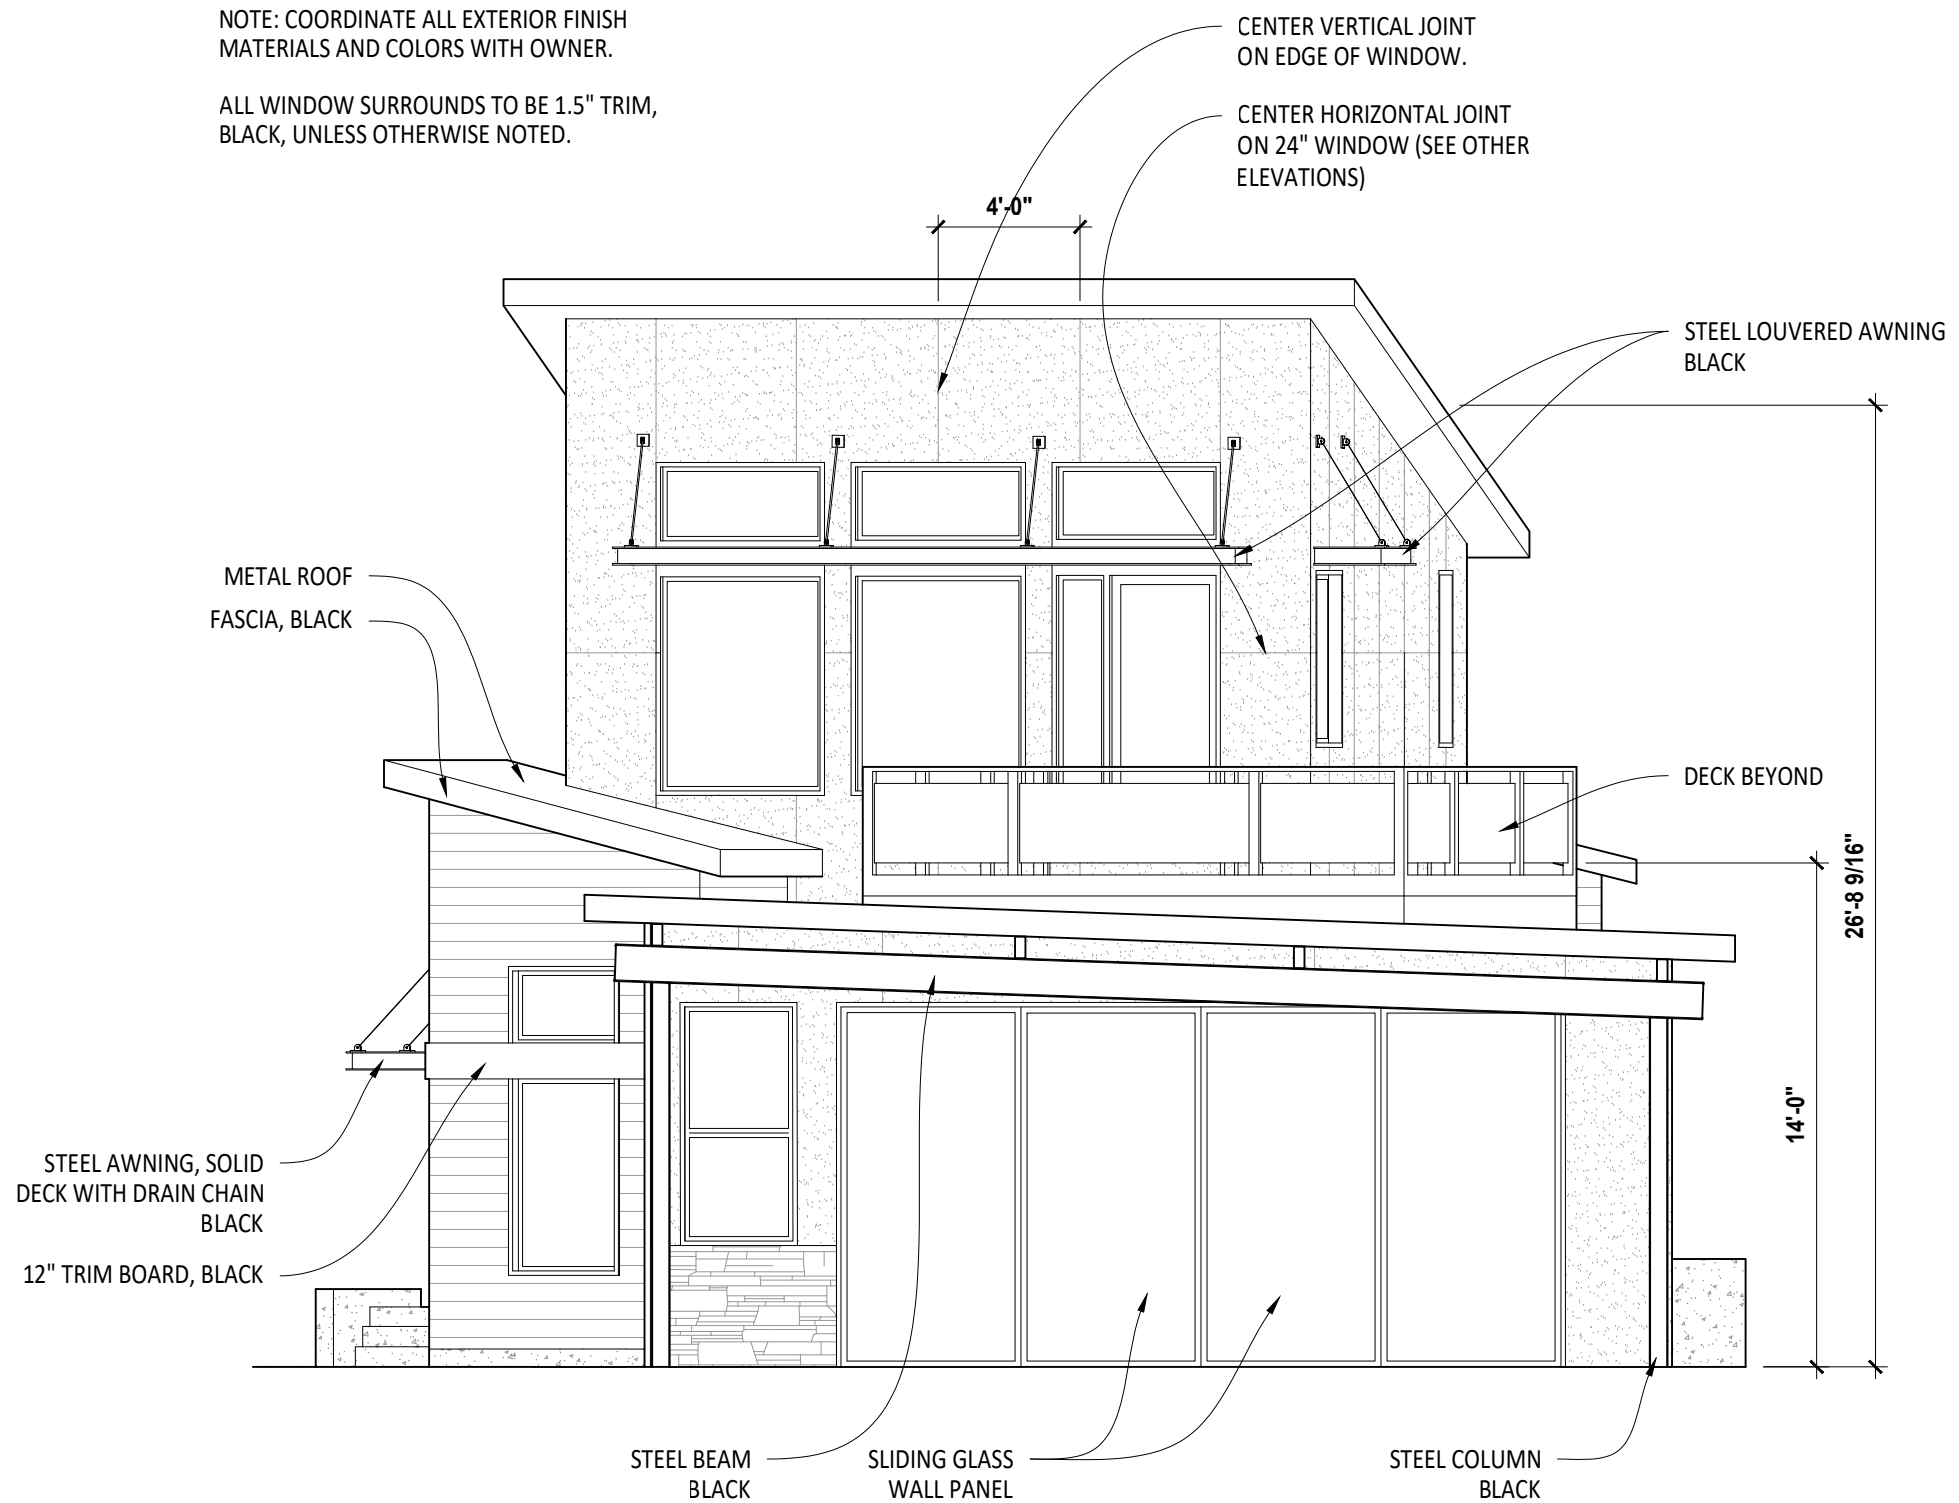 NOTE: COORDINATE ALL EXTERIOR FINISH
MATERIALS AND COLORS WITH OWNER.
ALL WINDOW SURROUNDS TO BE 1.5" TRIM,
BLACK, UNLESS OTHERWISE NOTED.
CENTER VERTICAL JOINT
ON EDGE OF WINDOW.
CENTER HORIZONTAL JOINT
ON 24" WINDOW (SEE OTHER
ELEVATIONS)
4'-0"
STEEL LOUVERED AWNING
BLACK
METAL ROOF
FASCIA, BLACK
DECK BEYOND
26'-8 9/16"
14'-0"
STEEL AWNING, SOLID
DECK WITH DRAIN CHAIN
BLACK
12" TRIM BOARD, BLACK
STEEL BEAM
BLACK
SLIDING GLASS
WALL PANEL
STEEL COLUMN
BLACK